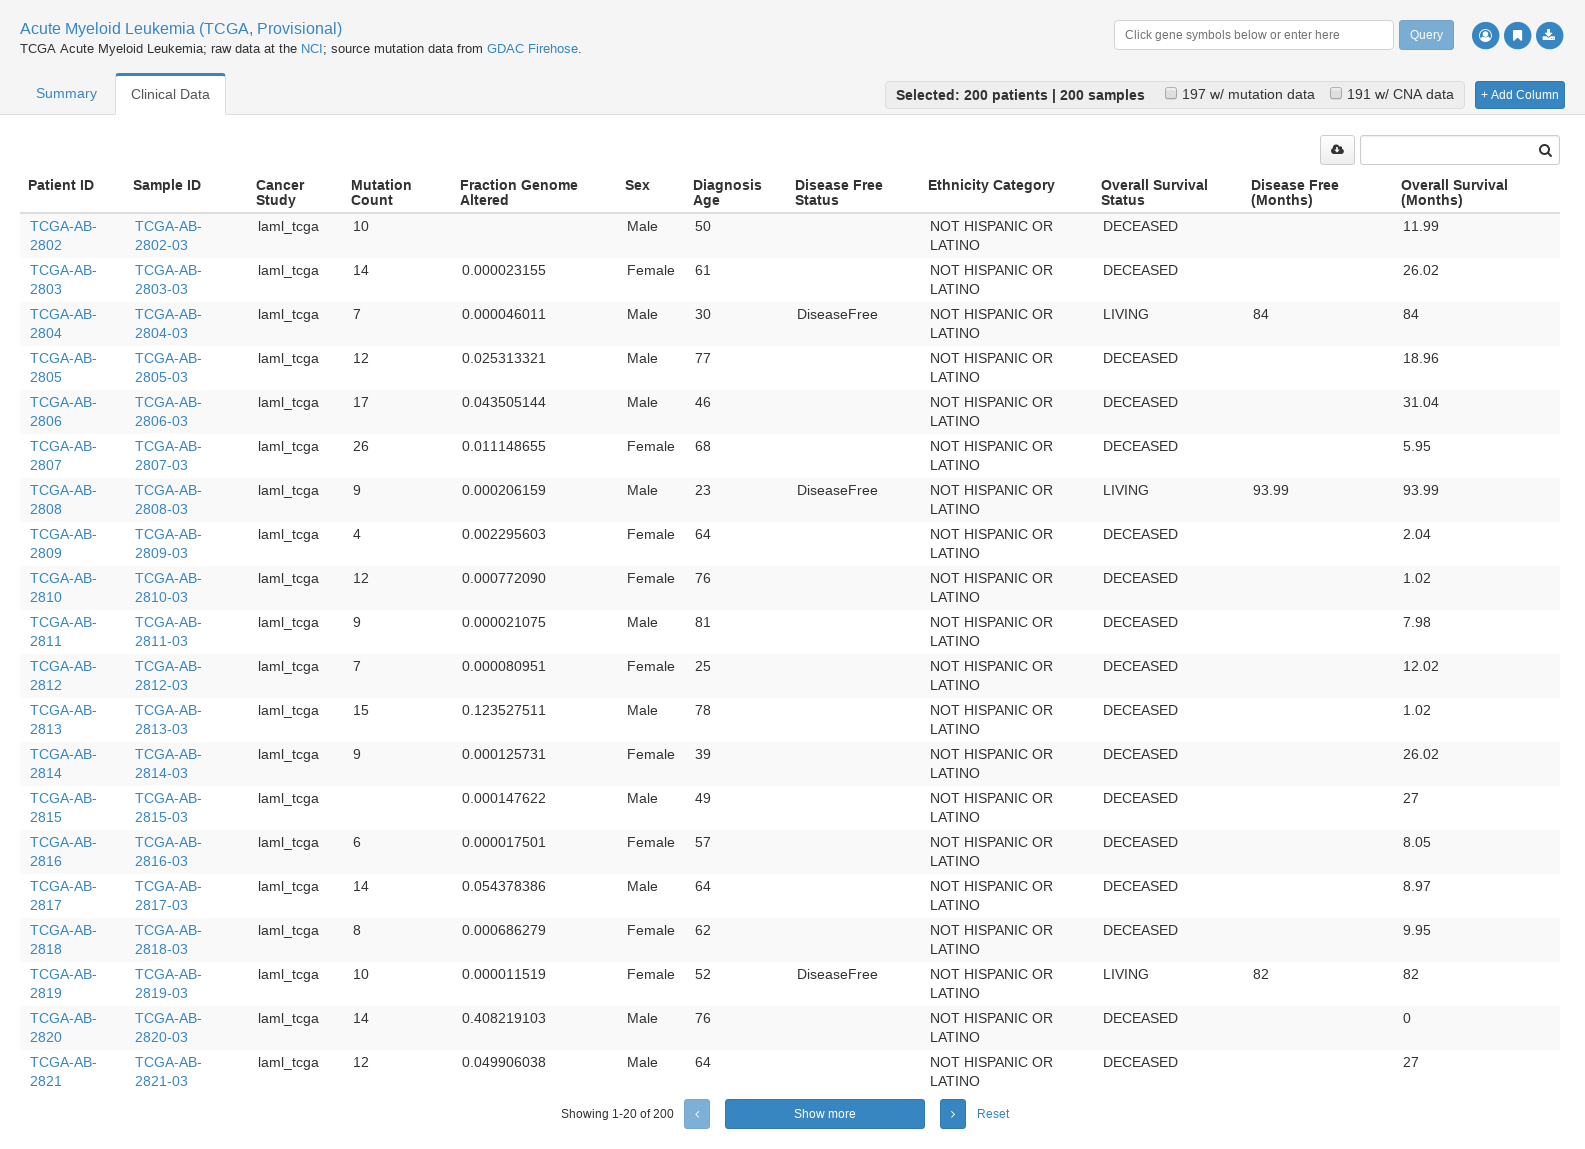 Acute Myeloid Leukemia (TCGA, Provisional)
TCGA Acute Myeloid Leukemia; raw data at the NCI; source mutation data from GDAC Firehose.
Click gene symbols below or enter here Query
Summary Clinical Data Selected: 200 patients | 200 samples 197 w/ mutation data 191 w/ CNA data + Add Column
Patient ID Sample ID Cancer Study Mutation Count Fraction Genome Altered Sex Diagnosis Age Disease Free Status Ethnicity Category Overall Survival Status Disease Free (Months) Overall Survival (Months)
TCGA-AB-2802 TCGA-AB-2802-03 laml_tcga 10 Male 50 NOT HISPANIC OR LATINO DECEASED 11.99
TCGA-AB-2803 TCGA-AB-2803-03 laml_tcga 14 0.000023155 Female 61 NOT HISPANIC OR LATINO DECEASED 26.02
TCGA-AB-2804 TCGA-AB-2804-03 laml_tcga 7 0.000046011 Male 30 DiseaseFree NOT HISPANIC OR LATINO LIVING 84 84
TCGA-AB-2805 TCGA-AB-2805-03 laml_tcga 12 0.025313321 Male 77 NOT HISPANIC OR LATINO DECEASED 18.96
TCGA-AB-2806 TCGA-AB-2806-03 laml_tcga 17 0.043505144 Male 46 NOT HISPANIC OR LATINO DECEASED 31.04
TCGA-AB-2807 TCGA-AB-2807-03 laml_tcga 26 0.011148655 Female 68 NOT HISPANIC OR LATINO DECEASED 5.95
TCGA-AB-2808 TCGA-AB-2808-03 laml_tcga 9 0.000206159 Male 23 DiseaseFree NOT HISPANIC OR LATINO LIVING 93.99 93.99
TCGA-AB-2809 TCGA-AB-2809-03 laml_tcga 4 0.002295603 Female 64 NOT HISPANIC OR LATINO DECEASED 2.04
TCGA-AB-2810 TCGA-AB-2810-03 laml_tcga 12 0.000772090 Female 76 NOT HISPANIC OR LATINO DECEASED 1.02
TCGA-AB-2811 TCGA-AB-2811-03 laml_tcga 9 0.000021075 Male 81 NOT HISPANIC OR LATINO DECEASED 7.98
TCGA-AB-2812 TCGA-AB-2812-03 laml_tcga 7 0.000080951 Female 25 NOT HISPANIC OR LATINO DECEASED 12.02
TCGA-AB-2813 TCGA-AB-2813-03 laml_tcga 15 0.123527511 Male 78 NOT HISPANIC OR LATINO DECEASED 1.02
TCGA-AB-2814 TCGA-AB-2814-03 laml_tcga 9 0.000125731 Female 39 NOT HISPANIC OR LATINO DECEASED 26.02
TCGA-AB-2815 TCGA-AB-2815-03 laml_tcga 0.000147622 Male 49 NOT HISPANIC OR LATINO DECEASED 27
TCGA-AB-2816 TCGA-AB-2816-03 laml_tcga 6 0.000017501 Female 57 NOT HISPANIC OR LATINO DECEASED 8.05
TCGA-AB-2817 TCGA-AB-2817-03 laml_tcga 14 0.054378386 Male 64 NOT HISPANIC OR LATINO DECEASED 8.97
TCGA-AB-2818 TCGA-AB-2818-03 laml_tcga 8 0.000686279 Female 62 NOT HISPANIC OR LATINO DECEASED 9.95
TCGA-AB-2819 TCGA-AB-2819-03 laml_tcga 10 0.000011519 Female 52 DiseaseFree NOT HISPANIC OR LATINO LIVING 82 82
TCGA-AB-2820 TCGA-AB-2820-03 laml_tcga 14 0.408219103 Male 76 NOT HISPANIC OR LATINO DECEASED 0
TCGA-AB-2821 TCGA-AB-2821-03 laml_tcga 12 0.049906038 Male 64 NOT HISPANIC OR LATINO DECEASED 27
Showing 1-20 of 200 Show more Reset